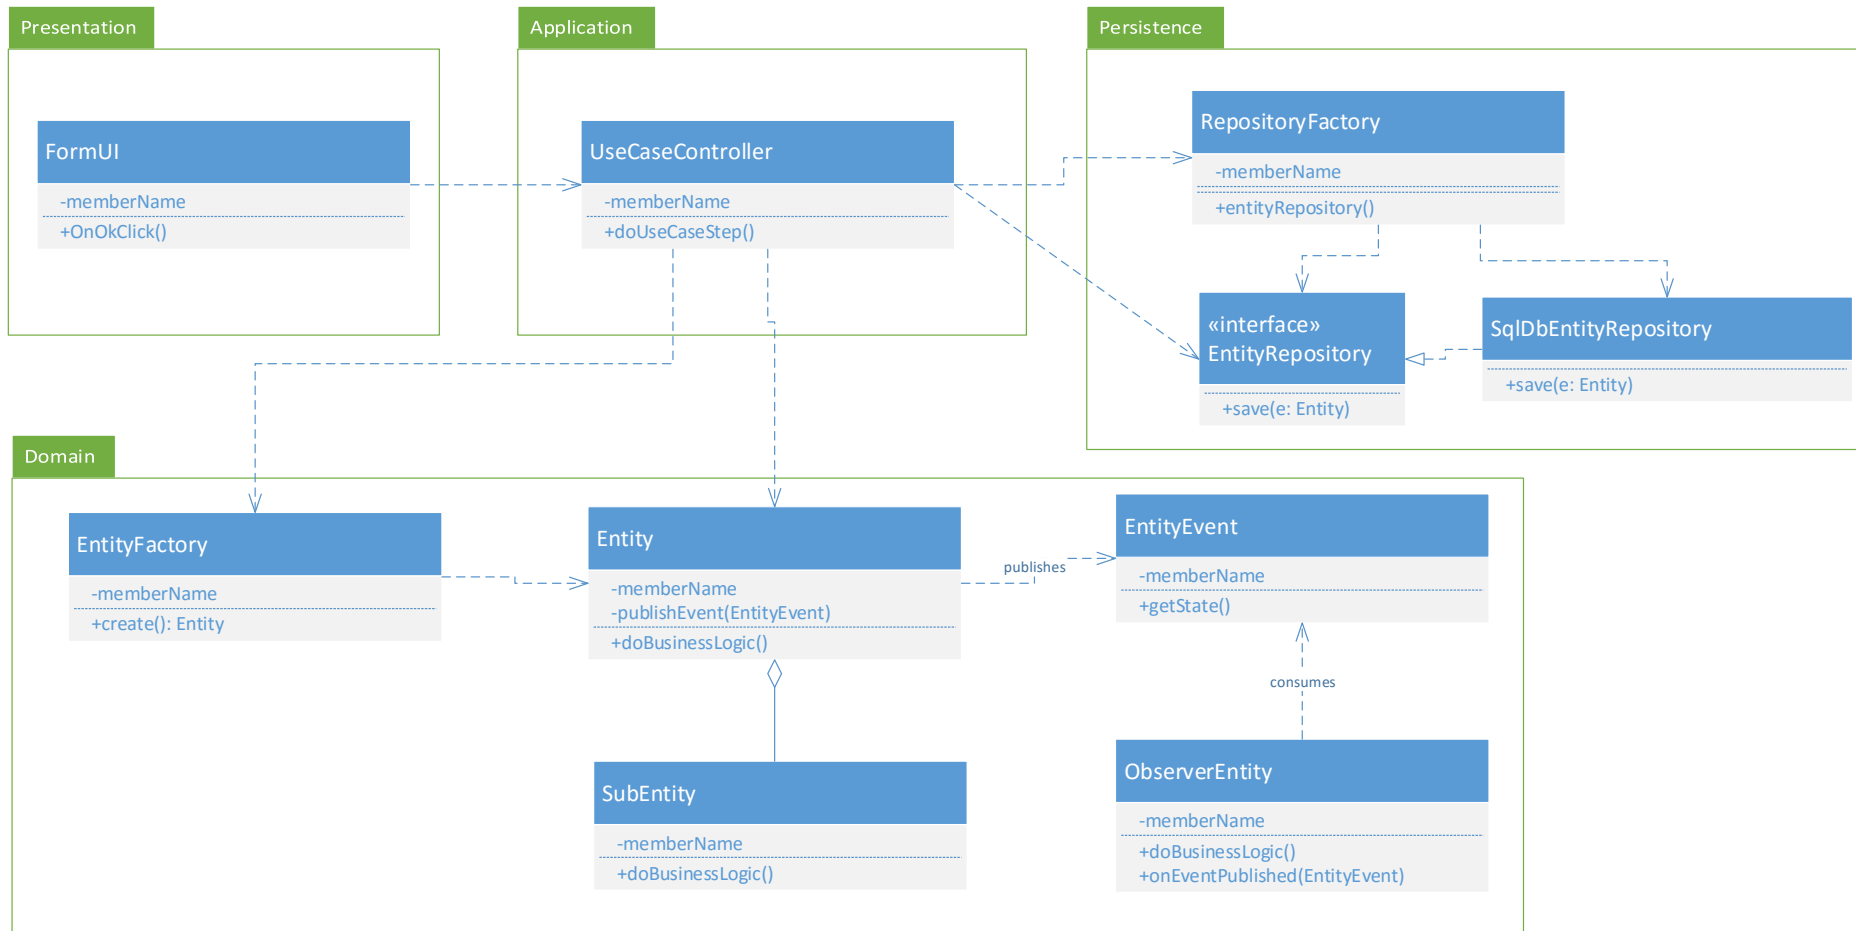 Presentation
FormUI
-memberName
+OnOkClick()
Application
UseCaseController
-memberName
+doUseCaseStep()
Persistence
RepositoryFactory
-memberName
+entityRepository()
«interface»
EntityRepository
+save(e: Entity)
SqlDbEntityRepository
+save(e: Entity)
Domain
EntityFactory
-memberName
+create(): Entity
Entity
-memberName
-publishEvent(EntityEvent)
+doBusinessLogic()
publishes
EntityEvent
-memberName
+getState()
consumes
SubEntity
-memberName
+doBusinessLogic()
ObserverEntity
-memberName
+doBusinessLogic()
+onEventPublished(EntityEvent)